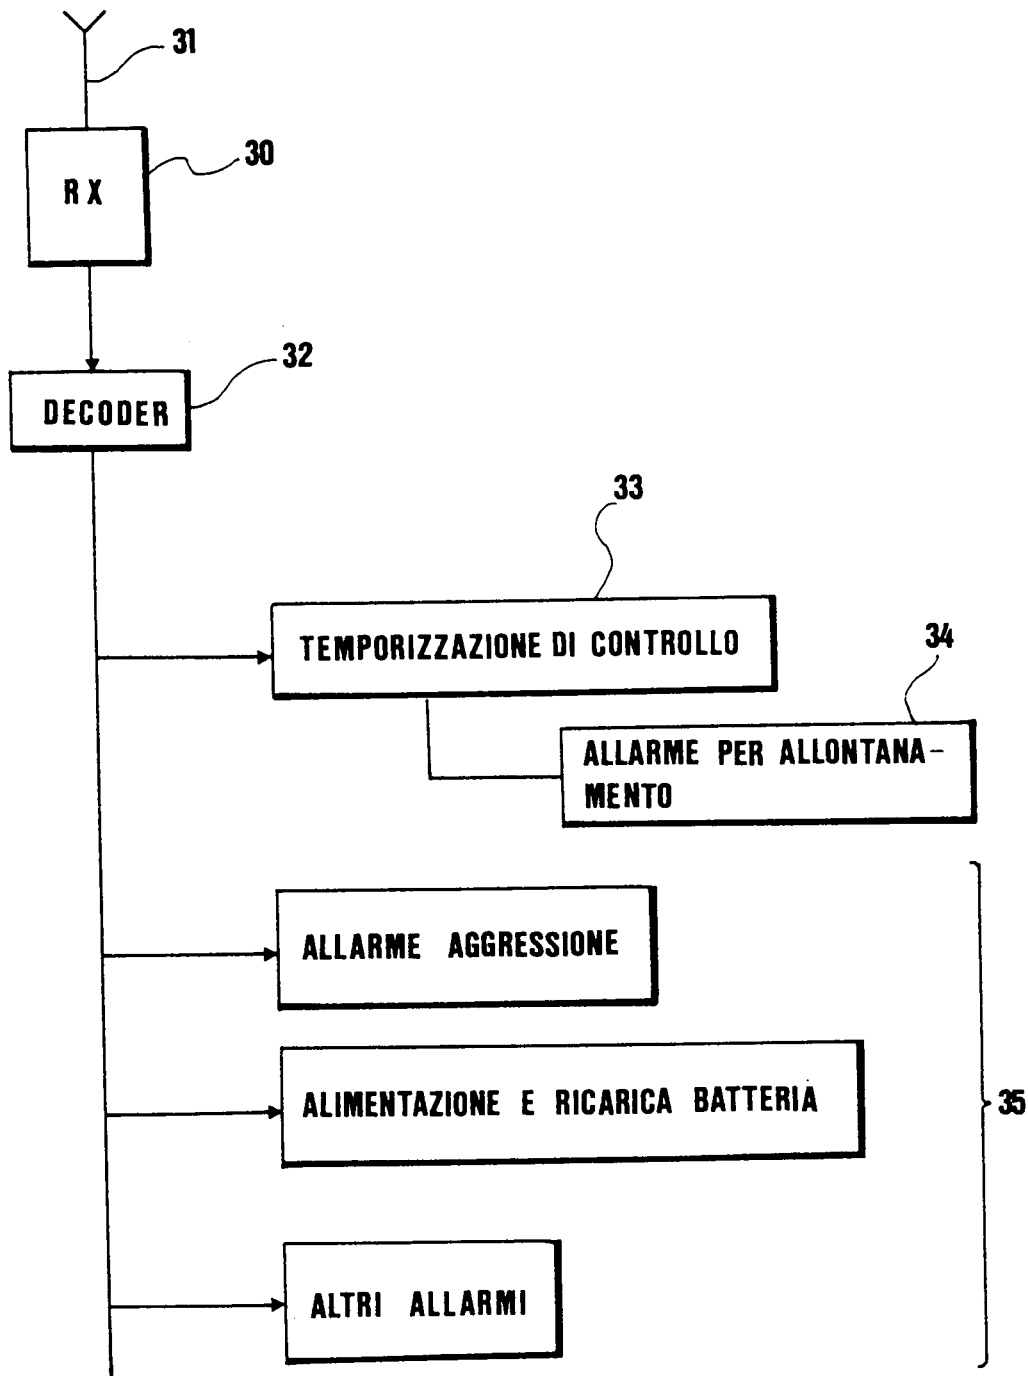 31
30
RX
32
DECODER
33
TEMPORIZZAZIONE DI CONTROLLO
34
ALLARME PER ALLONTANA-
MENTO
ALLARME AGGRESSIONE
ALIMENTAZIONE E RICARICA BATTERIA
35
ALTRI ALLARMI